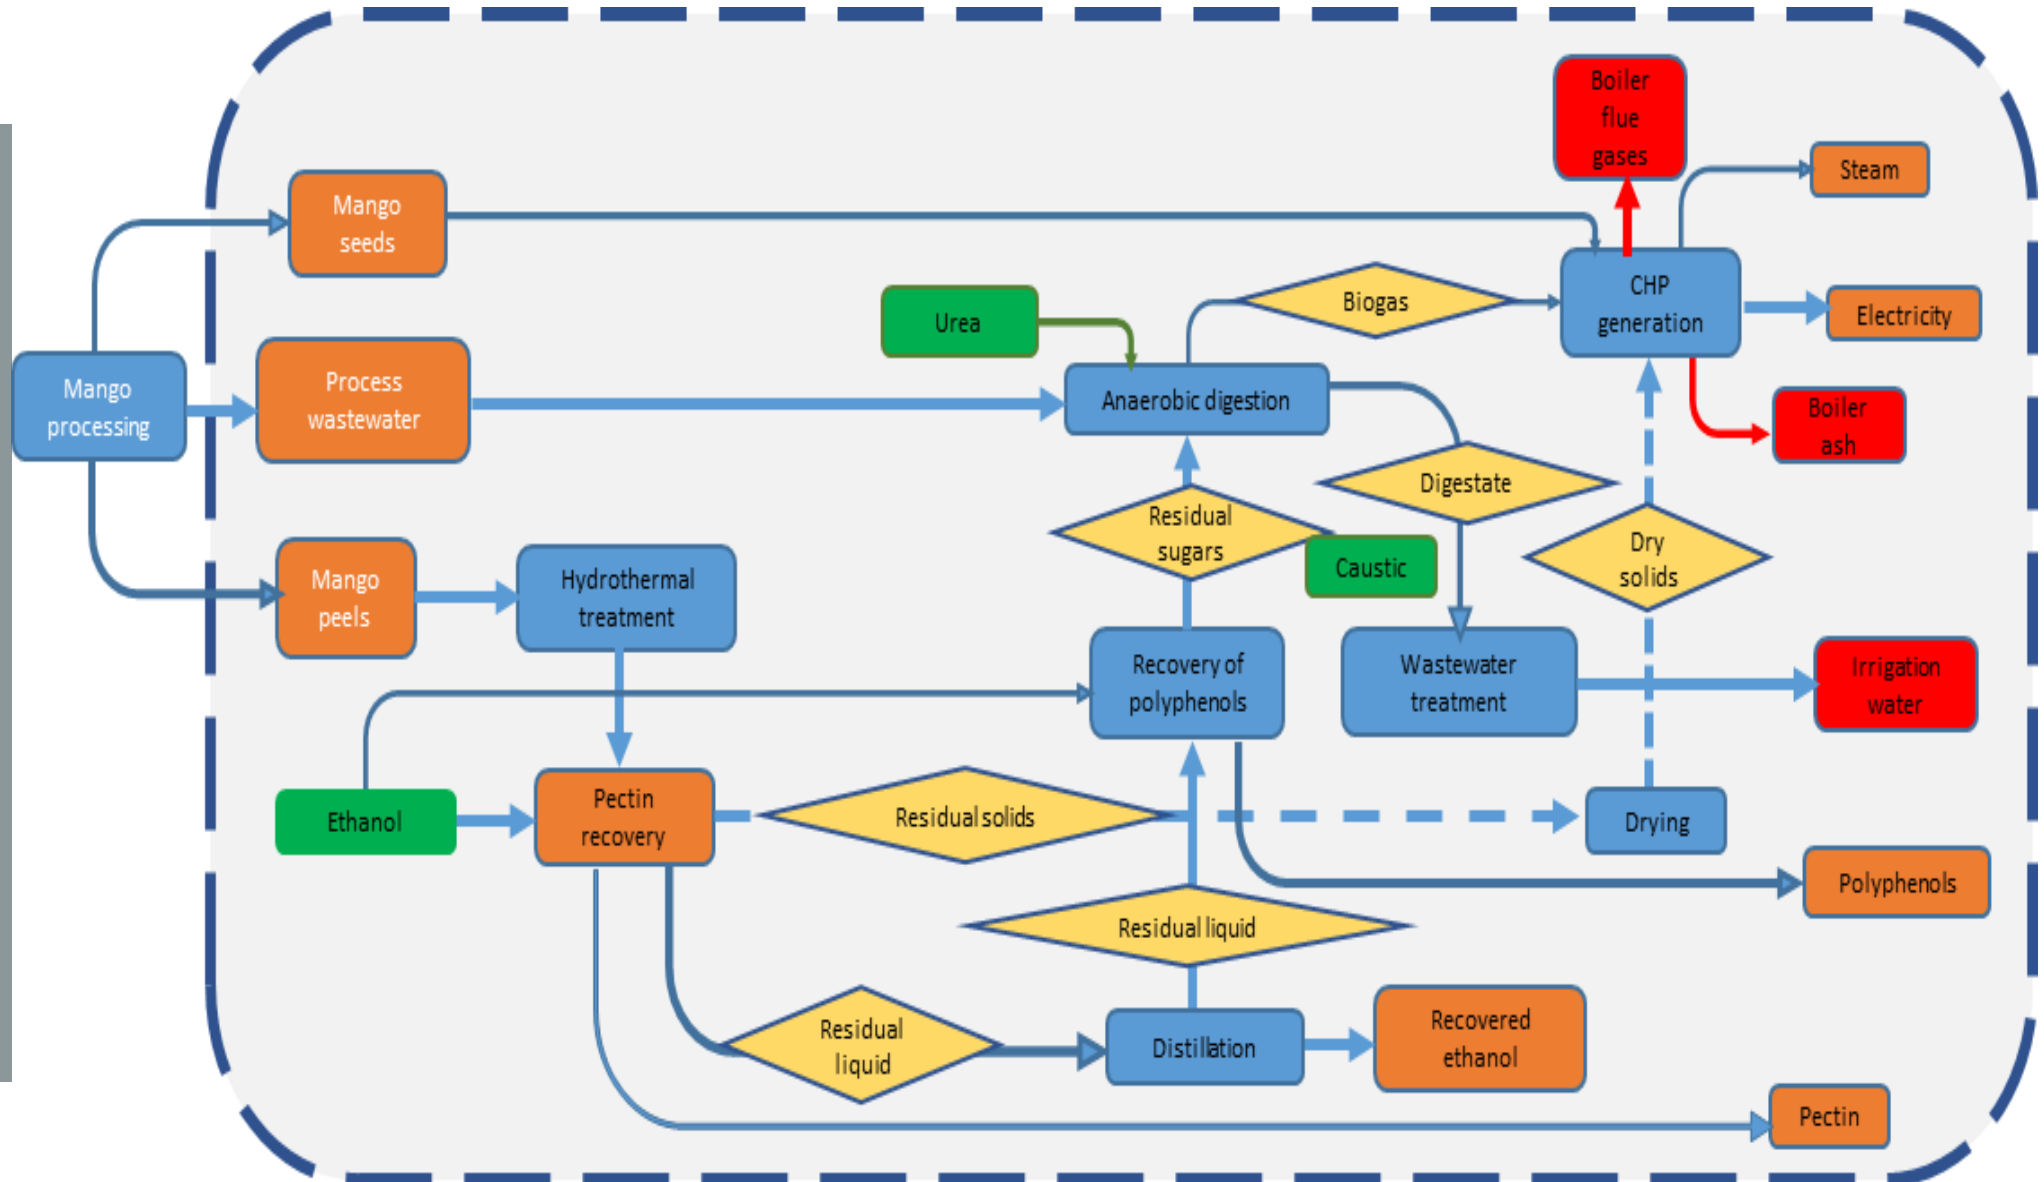 Boiler
flue
gases
Steam
Mango
seeds
CHP
generation
Biogas
Urea
Electricity
Mango
processing
Process
wastewater
Anaerobic digestion
Boiler
ash
Digestate
Residual
sugars
Caustic
Dry
solids
Mango
peels
Hydrothermal
treatment
Recovery of
polyphenols
Wastewater
treatment
Irrigation
water
Ethanol
Pectin
recovery
Residual solids
Drying
Polyphenols
Residual liquid
Residual
liquid
Distillation
Recovered
ethanol
Pectin